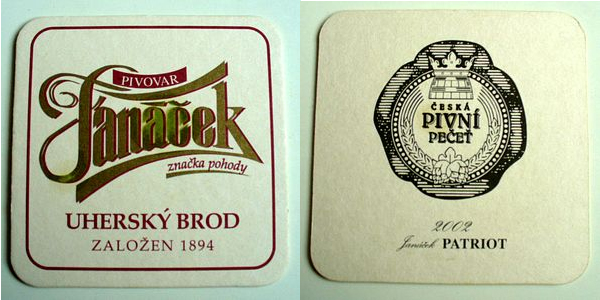 PIVOVAR
Janáček
značka pohody
UHERSKÝ BROD
ZALOŽEN 1894
ČESKÁ
PIVNÍ
PEČEŤ
2002
Janáček PATRIOT